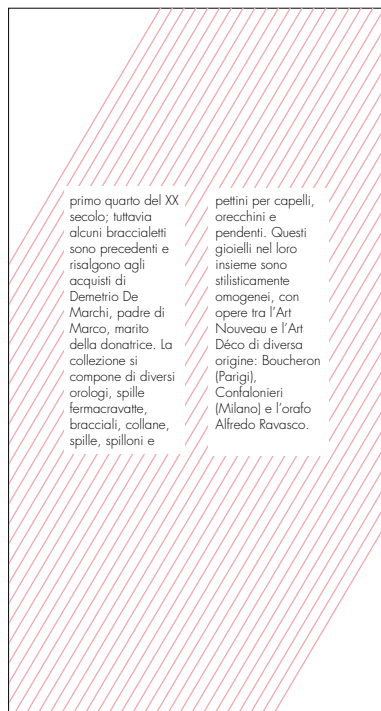 primo quarto del XX
secolo; tuttavia
alcuni braccialetti
sono precedenti e
risalgono agli
acquisti di
Demetrio De
Marchi, padre di
Marco, marito
della donatrice. La
collezione si
compone di diversi
orologi, spille
fermacravatte,
bracciali, collane,
spille, spilloni e
pettini per capelli,
orecchini e
pendenti. Questi
gioielli nel loro
insieme sono
stilisticamente
omogenei, con
opere tra l’Art
Nouveau e l’Art
Déco di diversa
origine: Boucheron
(Parigi),
Confalonieri
(Milano) e l’orafo
Alfredo Ravasco.